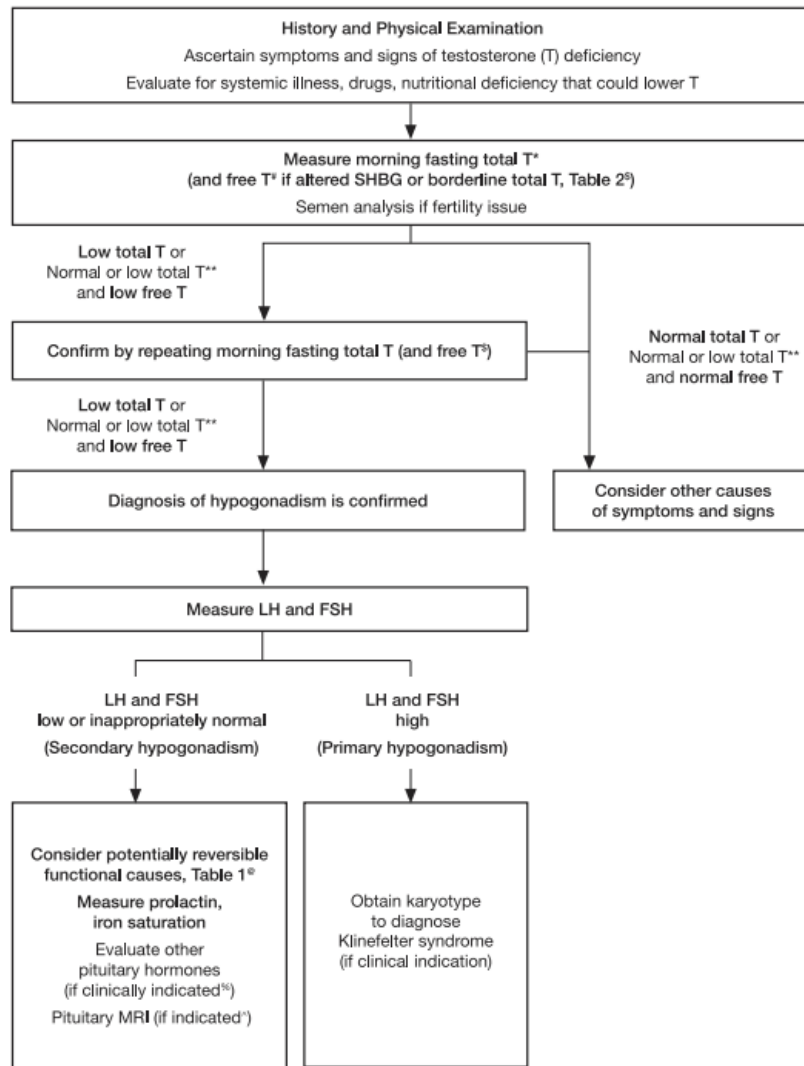 History and Physical Examination
Ascertain symptoms and signs of testosterone (T) deficiency
Evaluate for systemic illness, drugs, nutritional deficiency that could lower T
Measure morning fasting total T*
(and free T# if altered SHBG or borderline total T, Table 2$)
Semen analysis if fertility issue
Low total T or
Normal or low total T**
and low free T
Confirm by repeating morning fasting total T (and free T$)
Normal total T or
Normal or low total T**
and normal free T
Low total T or
Normal or low total T**
and low free T
Diagnosis of hypogonadism is confirmed
Consider other causes
of symptoms and signs
Measure LH and FSH
LH and FSH
low or inappropriately normal
(Secondary hypogonadism)
LH and FSH
high
(Primary hypogonadism)
Consider potentially reversible
functional causes, Table 1@
Measure prolactin,
iron saturation
Evaluate other
pituitary hormones
(if clinically indicated%)
Pituitary MRI (if indicated^)
Obtain karyotype
to diagnose
Klinefelter syndrome
(if clinical indication)